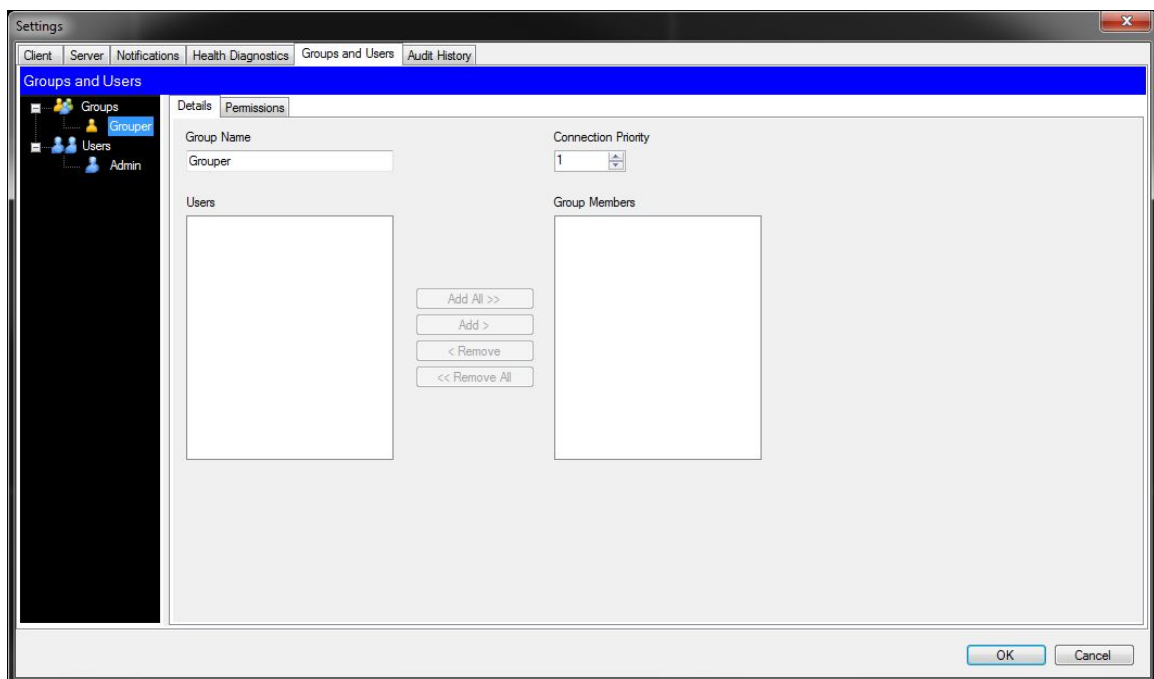 Settings
Client Server Notifications Health Diagnostics Groups and Users Audit History
Groups and Users
Groups
Grouper
Users
Admin
Details Permissions
Group Name Connection Priority
Grouper 1
Users Group Members
Add All >>
Add >
< Remove
<< Remove All
OK Cancel